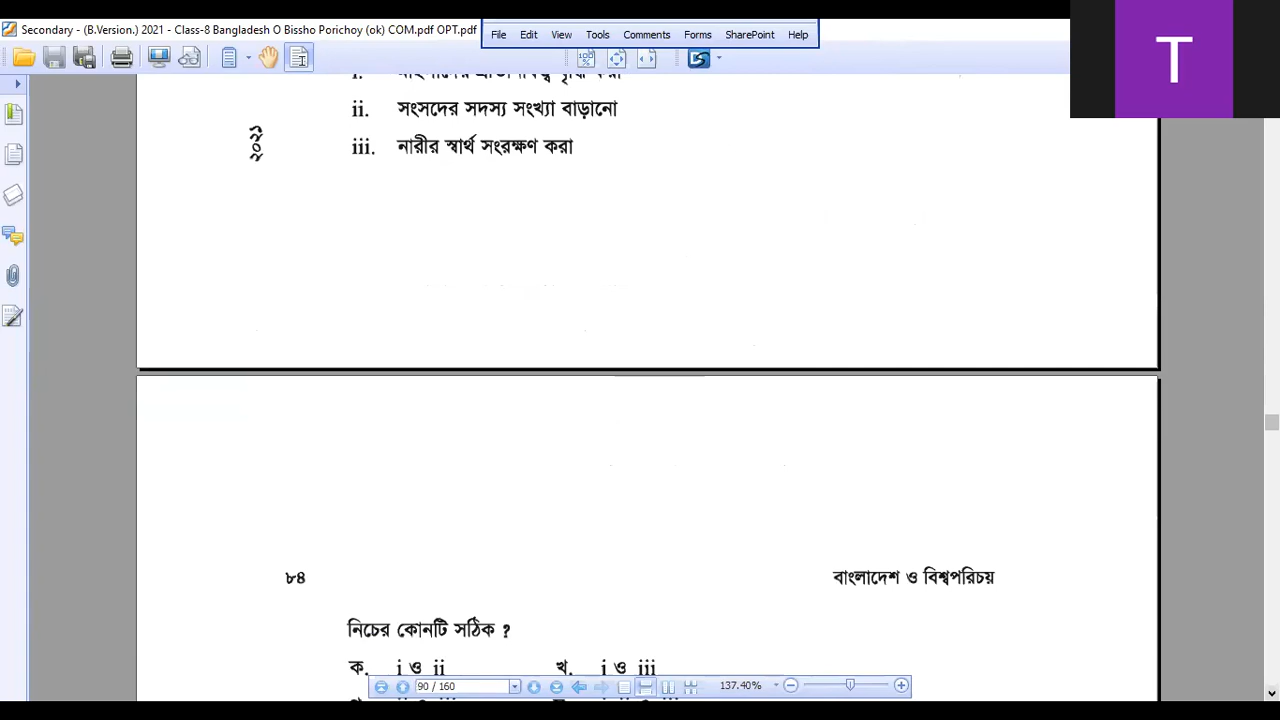 Secondary - (B.Version.) 2021 - Class-8 Bangladesh O Bissho Porichoy (ok) COM.pdf OPT.pdf
File Edit View Tools Comments Forms SharePoint Help
T
ii. সংসদের সদস্য সংখ্যা বাড়ানো
iii. নারীর স্বার্থ সংরক্ষণ করা
২০২১
৮৪ বাংলাদেশ ও বিশ্বপরিচয়
নিচের কোনটি সঠিক ?
ক. i ও ii খ. i ও iii
90 / 160 137.40%